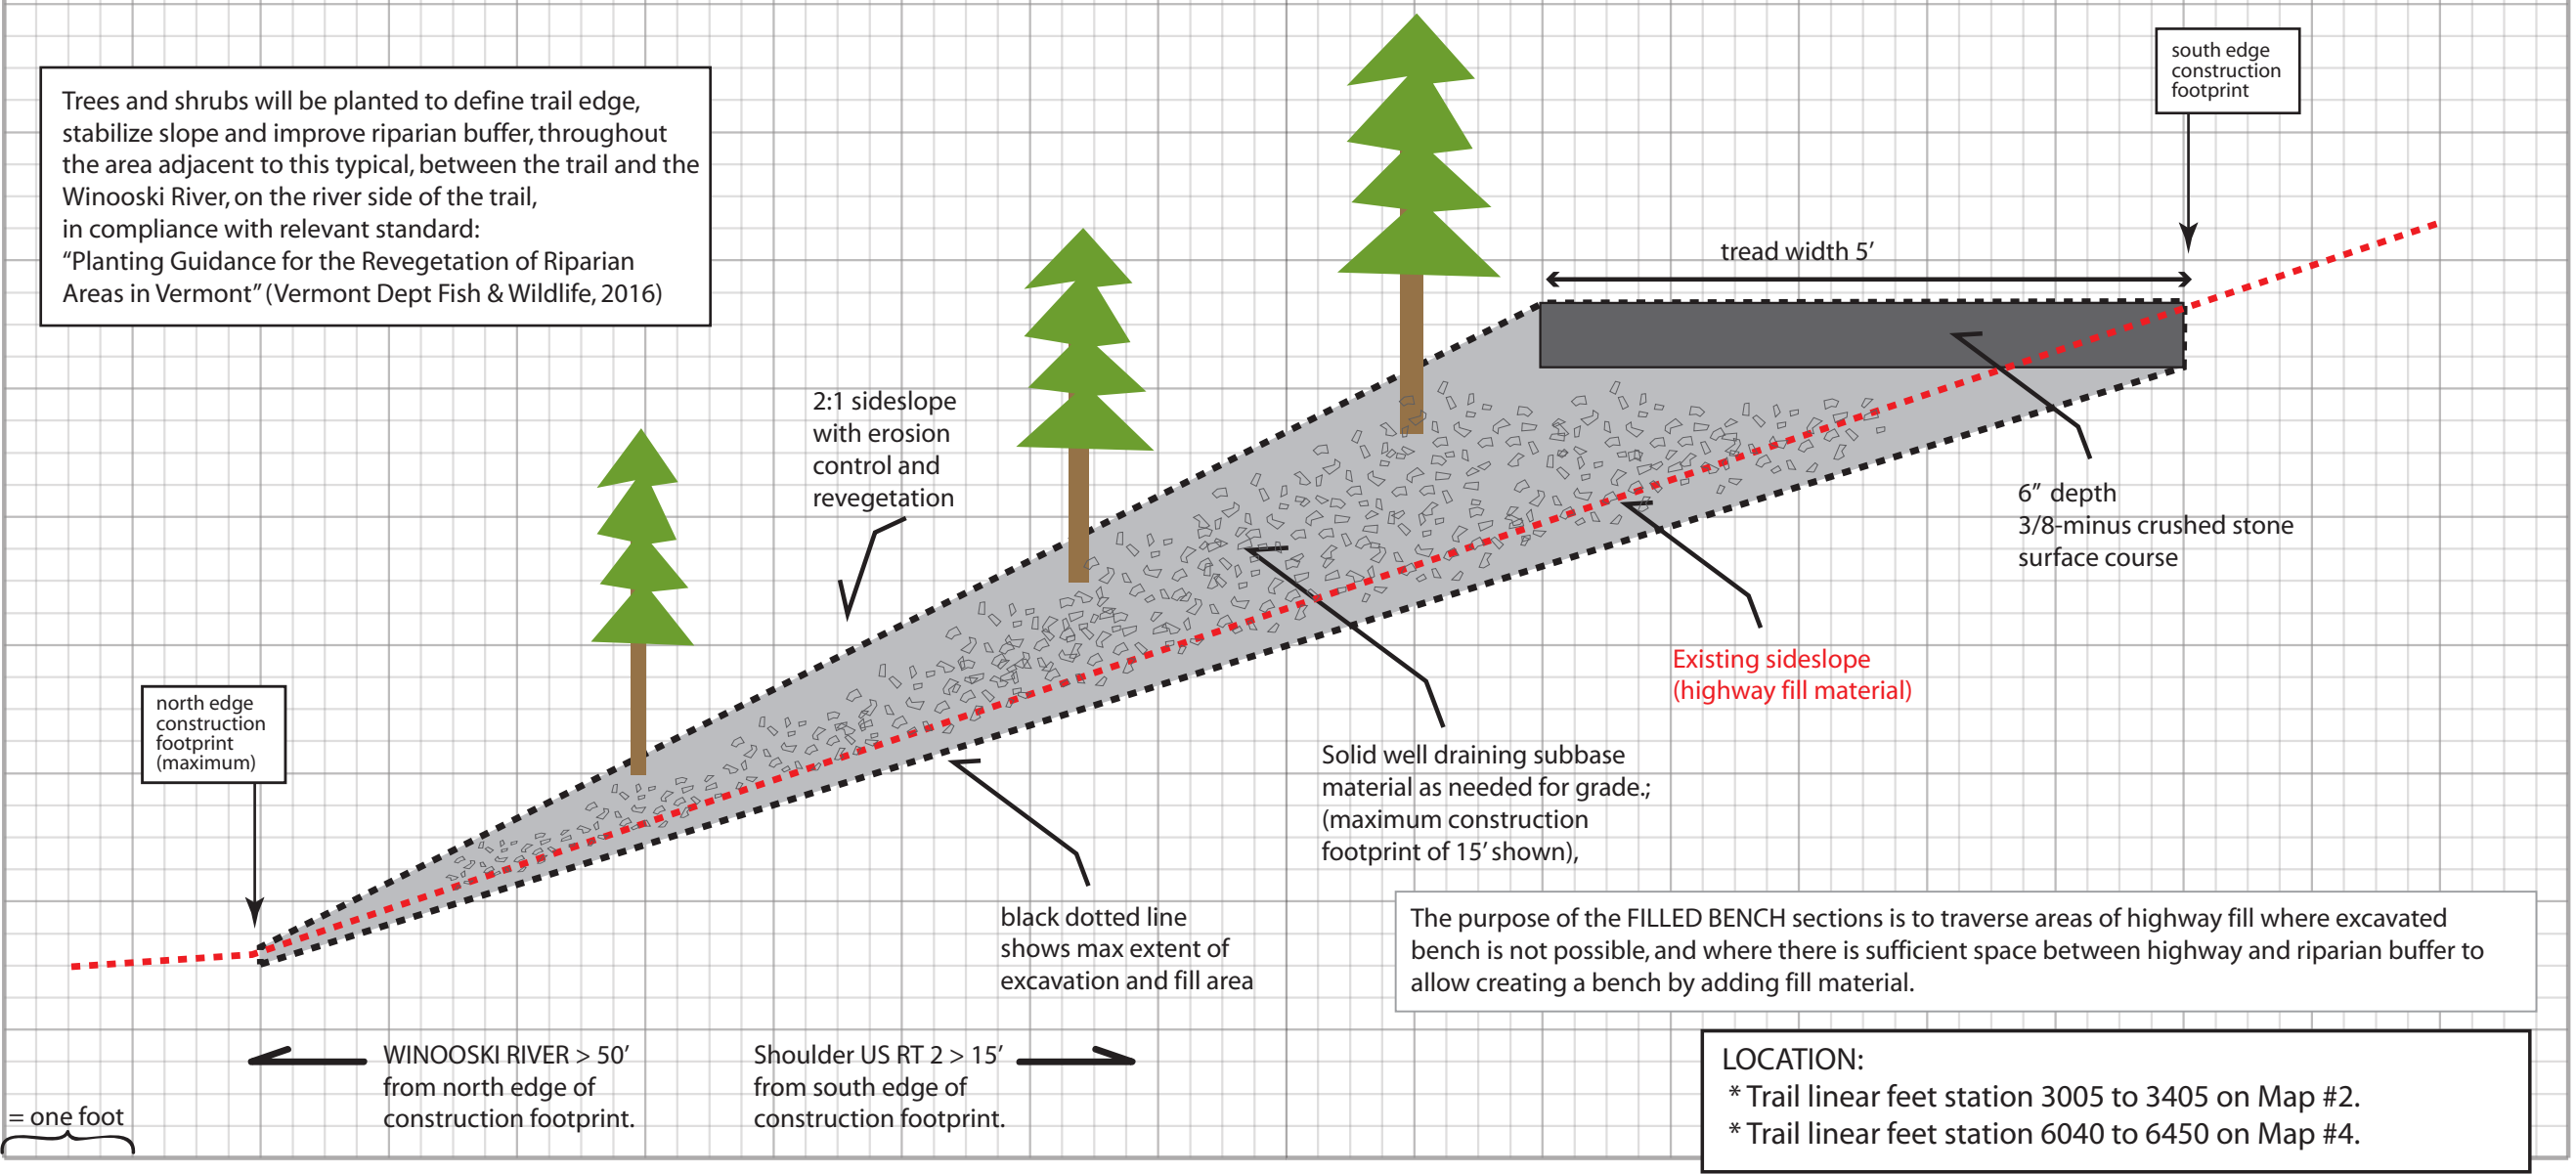 Trees and shrubs will be planted to define trail edge,
stabilize slope and improve riparian buffer, throughout
the area adjacent to this typical, between the trail and the
Winooski River, on the river side of the trail,
in compliance with relevant standard:
“Planting Guidance for the Revegetation of Riparian
Areas in Vermont” (Vermont Dept Fish & Wildlife, 2016)
south edge
construction
footprint
tread width 5’
2:1 sideslope
with erosion
control and
revegetation
6” depth
3/8-minus crushed stone
surface course
Existing sideslope
(highway fill material)
north edge
construction
footprint
(maximum)
Solid well draining subbase
material as needed for grade.;
(maximum construction
footprint of 15’ shown),
black dotted line
shows max extent of
excavation and fill area
The purpose of the FILLED BENCH sections is to traverse areas of highway fill where excavated
bench is not possible, and where there is sufficient space between highway and riparian buffer to
allow creating a bench by adding fill material.
WINOOSKI RIVER > 50’
from north edge of
construction footprint.
Shoulder US RT 2 > 15’
from south edge of
construction footprint.
= one foot
LOCATION:
* Trail linear feet station 3005 to 3405 on Map #2.
* Trail linear feet station 6040 to 6450 on Map #4.